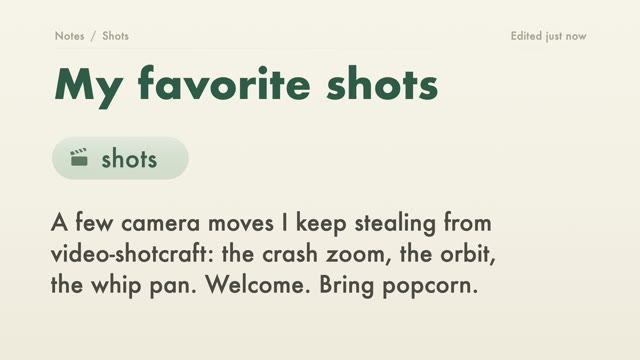 Notes / Shots
Edited just now
My favorite shots
shots
A few camera moves I keep stealing from
video-shotcraft: the crash zoom, the orbit,
the whip pan. Welcome. Bring popcorn.